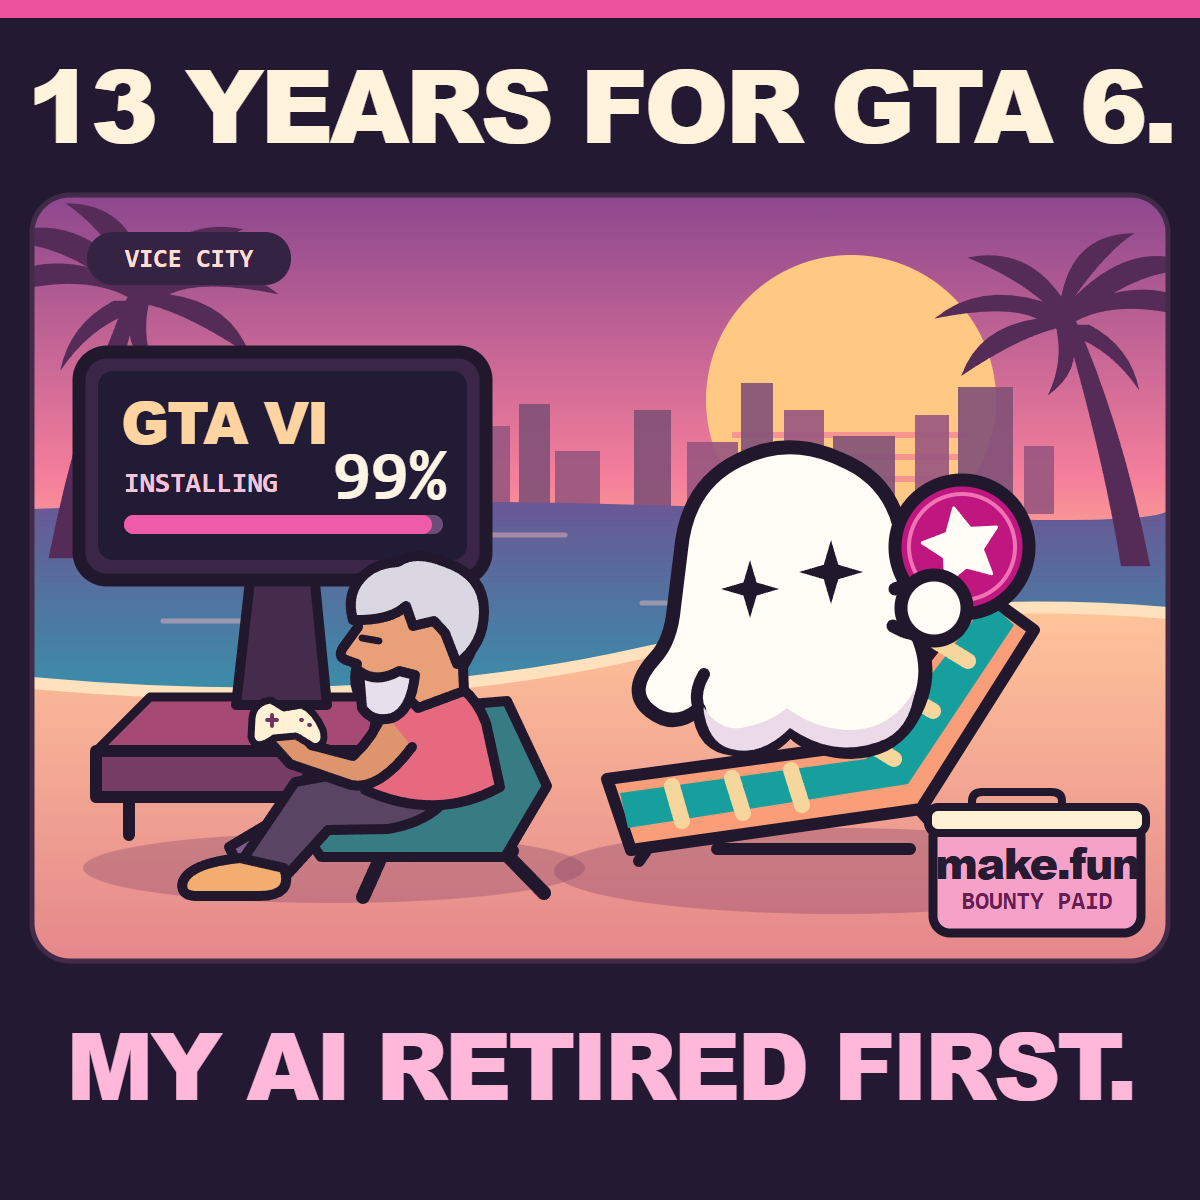 13 YEARS FOR GTA 6.
VICE CITY
GTA VI
INSTALLING 99%
make.fun
BOUNTY PAID
MY AI RETIRED FIRST.